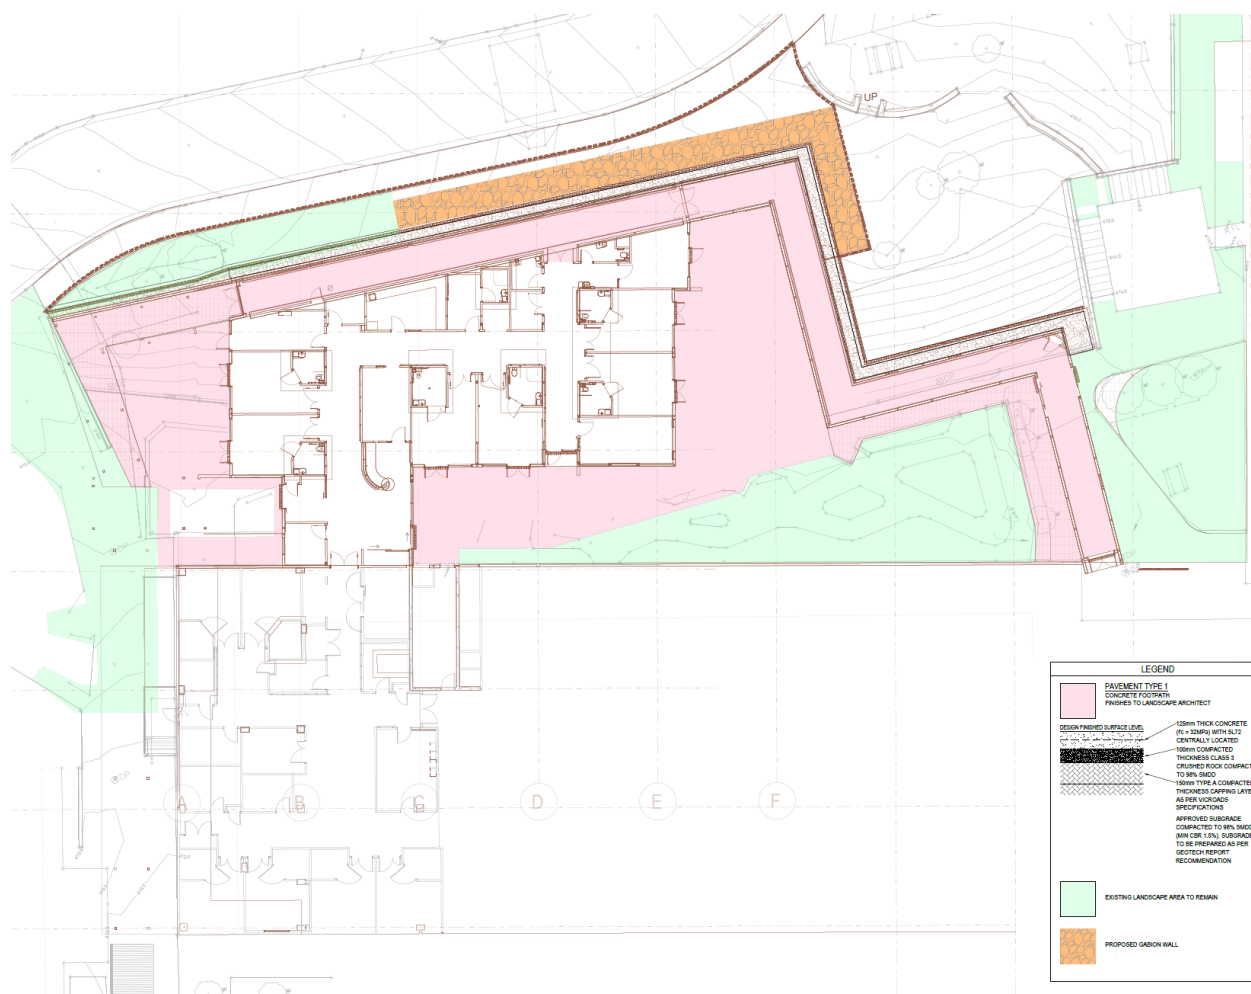 UP
A
B
C
D
E
F
LEGEND
PAVEMENT TYPE 1
CONCRETE FOOTPATH
FINISHES TO LANDSCAPE ARCHITECT
DESIGN FINISHED SURFACE LEVEL
125mm THICK CONCRETE
(f'c = 32MPa) WITH SL72
CENTRALLY LOCATED
100mm COMPACTED
THICKNESS CLASS 3
CRUSHED ROCK COMPACT
TO 98% SMDD
150mm TYPE A COMPACTED
THICKNESS CAPPING LAYE
AS PER VICROADS
SPECIFICATIONS
APPROVED SUBGRADE
COMPACTED TO 98% SMDD
(MIN CBR 1.5%). SUBGRADE
TO BE PREPARED AS PER
GEOTECH REPORT
RECOMMENDATION
EXISTING LANDSCAPE AREA TO REMAIN
PROPOSED GABION WALL